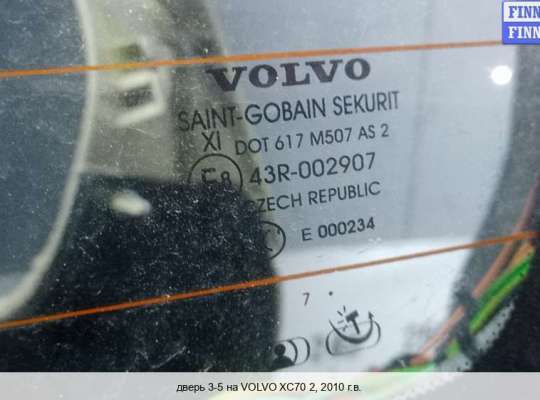 FINN
FINN
VOLVO
SAINT-GOBAIN SEKURIT
XI DOT 617 M507 AS 2
E8 43R-002907
CZECH REPUBLIC
E 000234
7
дверь 3-5 на VOLVO XC70 2, 2010 г.в.